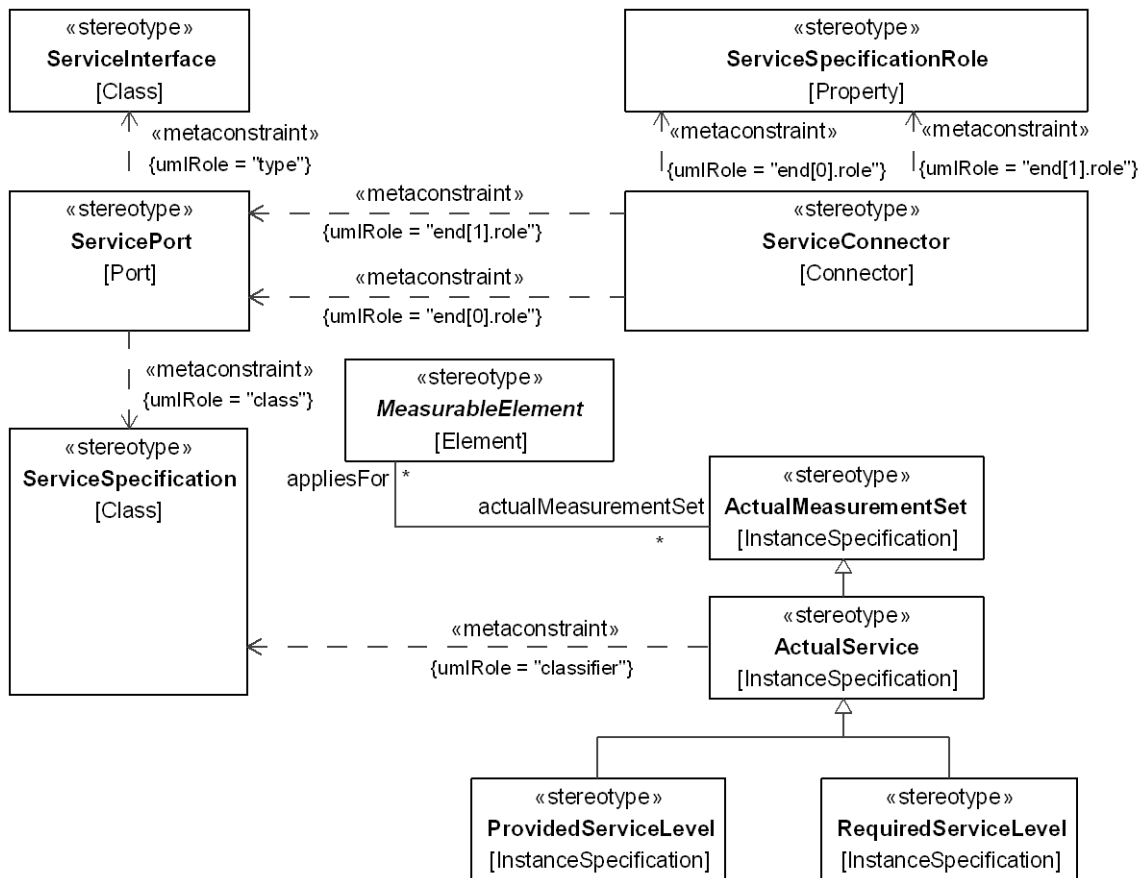 «stereotype»
ServiceInterface
[Class]
«stereotype»
ServiceSpecificationRole
[Property]
«metaconstraint»
{umlRole = "type"}
«metaconstraint»
{umlRole = "end[0].role"}
«metaconstraint»
{umlRole = "end[1].role"}
«stereotype»
ServicePort
[Port]
«metaconstraint»
{umlRole = "end[1].role"}
«metaconstraint»
{umlRole = "end[0].role"}
«stereotype»
ServiceConnector
[Connector]
«metaconstraint»
{umlRole = "class"}
«stereotype»
MeasurableElement
[Element]
«stereotype»
ServiceSpecification
[Class]
appliesFor
*
actualMeasurementSet
*
«stereotype»
ActualMeasurementSet
[InstanceSpecification]
«metaconstraint»
{umlRole = "classifier"}
«stereotype»
ActualService
[InstanceSpecification]
«stereotype»
ProvidedServiceLevel
[InstanceSpecification]
«stereotype»
RequiredServiceLevel
[InstanceSpecification]